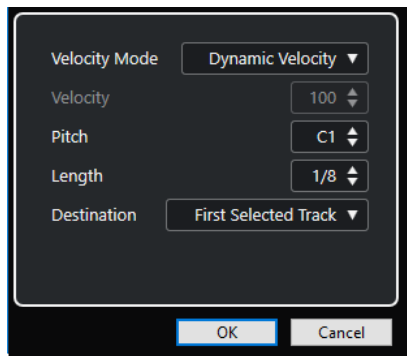 Velocity Mode Dynamic Velocity
Velocity 100
Pitch C1
Length 1/8
Destination First Selected Track
OK Cancel